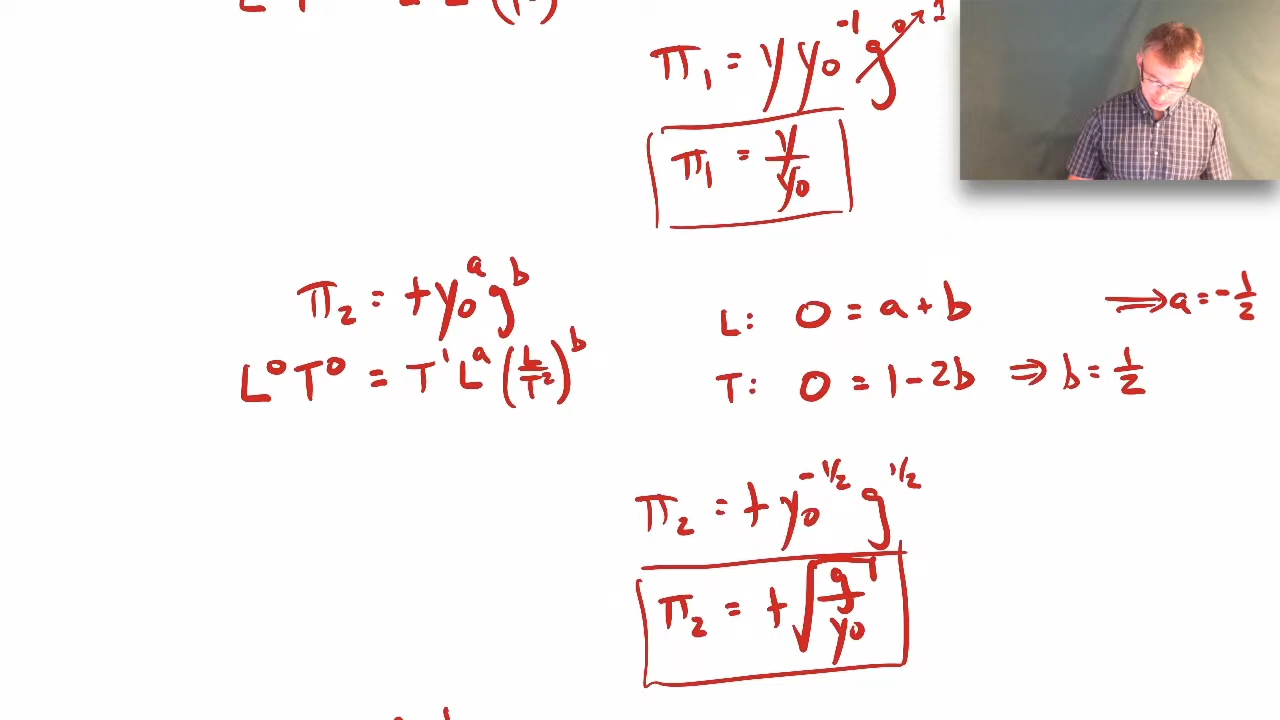 π₁ = y y₀⁻¹ g⁰ ↗ 1
π₁ = y/y₀
π₂ = t y₀ᵃ gᵇ
L: 0 = a + b ⟹ a = -1/2
L⁰T⁰ = T¹ Lᵃ (L/T²)ᵇ
T: 0 = 1 - 2b ⟹ b = 1/2
π₂ = t y₀^(-1/2) g^(1/2)
π₂ = t √(g/y₀)